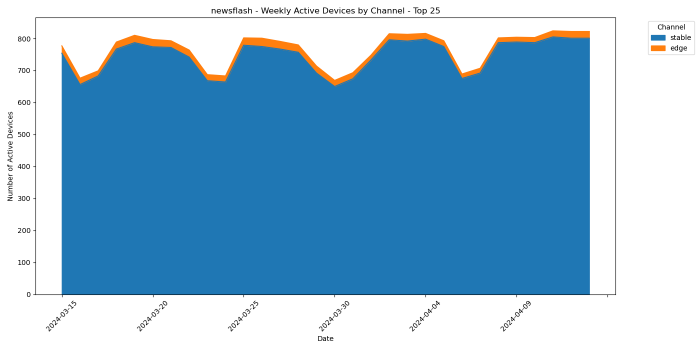 newsflash - Weekly Active Devices by Channel - Top 25
Number of Active Devices
800
700
600
500
400
300
200
100
0
2024-03-15
2024-03-20
2024-03-25
2024-03-30
2024-04-04
2024-04-09
Date
Channel
stable
edge